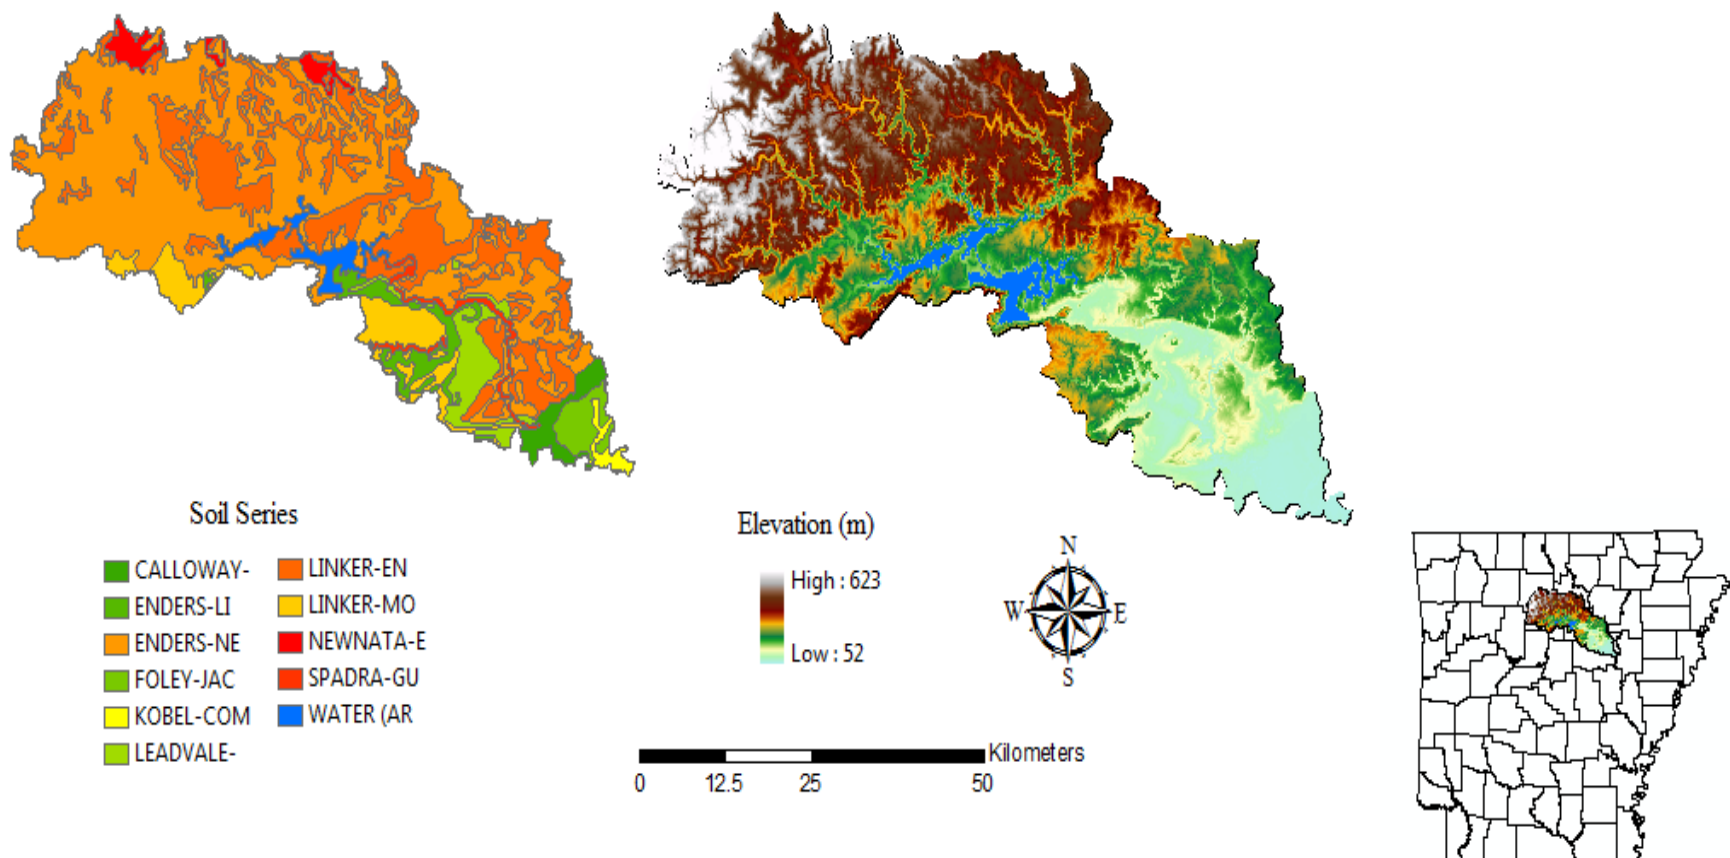 Soil Series
CALLOWAY-
ENDERS-LI
ENDERS-NE
FOLEY-JAC
KOBEL-COM
LEADVALE-
LINKER-EN
LINKER-MO
NEWNATA-E
SPADRA-GU
WATER (AR
Elevation (m)
High : 623
Low : 52
N
W E
S
Kilometers
0 12.5 25 50